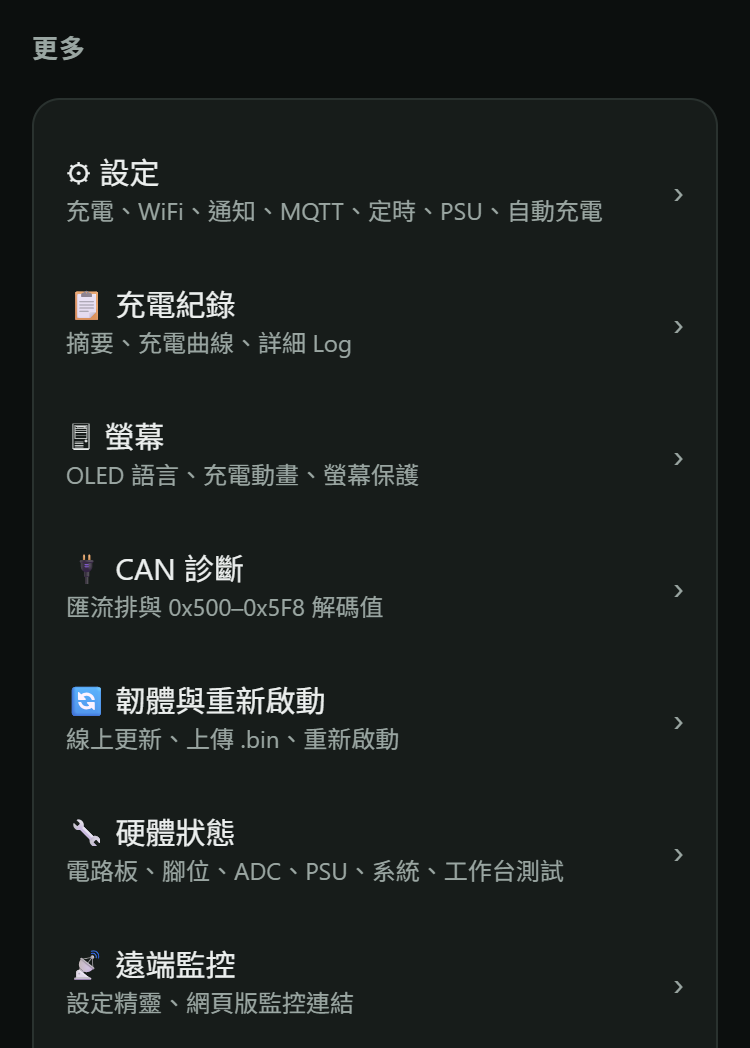 更多
設定
充電、WiFi、通知、MQTT、定時、PSU、自動充電
充電紀錄
摘要、充電曲線、詳細 Log
螢幕
OLED 語言、充電動畫、螢幕保護
CAN 診斷
匯流排與 0x500–0x5F8 解碼值
韌體與重新啟動
線上更新、上傳 .bin、重新啟動
硬體狀態
電路板、腳位、ADC、PSU、系統、工作台測試
遠端監控
設定精靈、網頁版監控連結